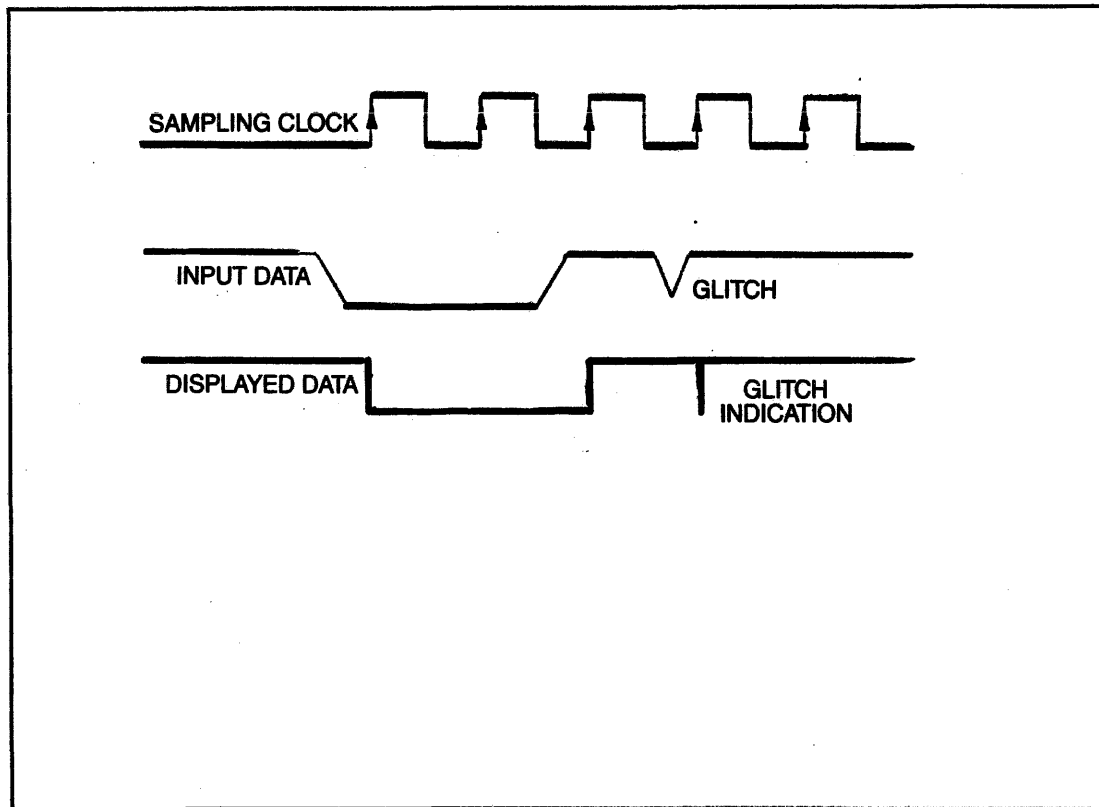 SAMPLING CLOCK
INPUT DATA
GLITCH
DISPLAYED DATA
GLITCH
INDICATION